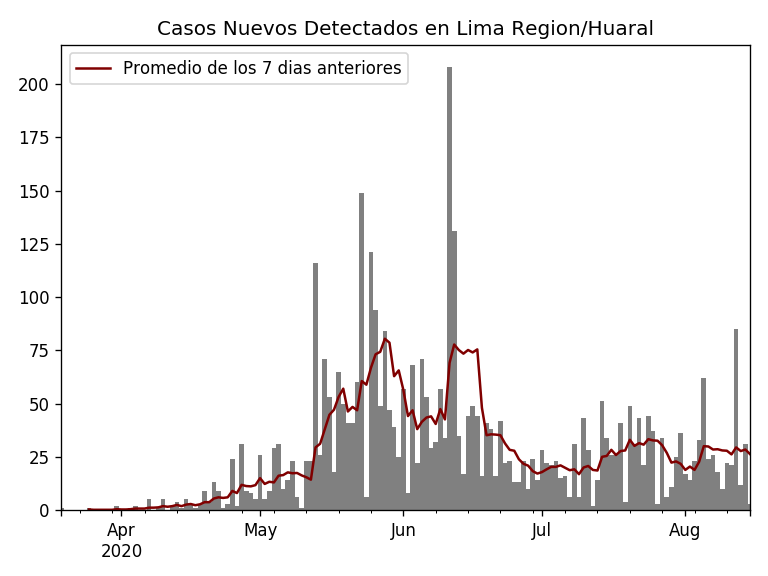 Casos Nuevos Detectados en Lima Region/Huaral
Promedio de los 7 dias anteriores
200
175
150
125
100
75
50
25
0
Apr
2020
May
Jun
Jul
Aug